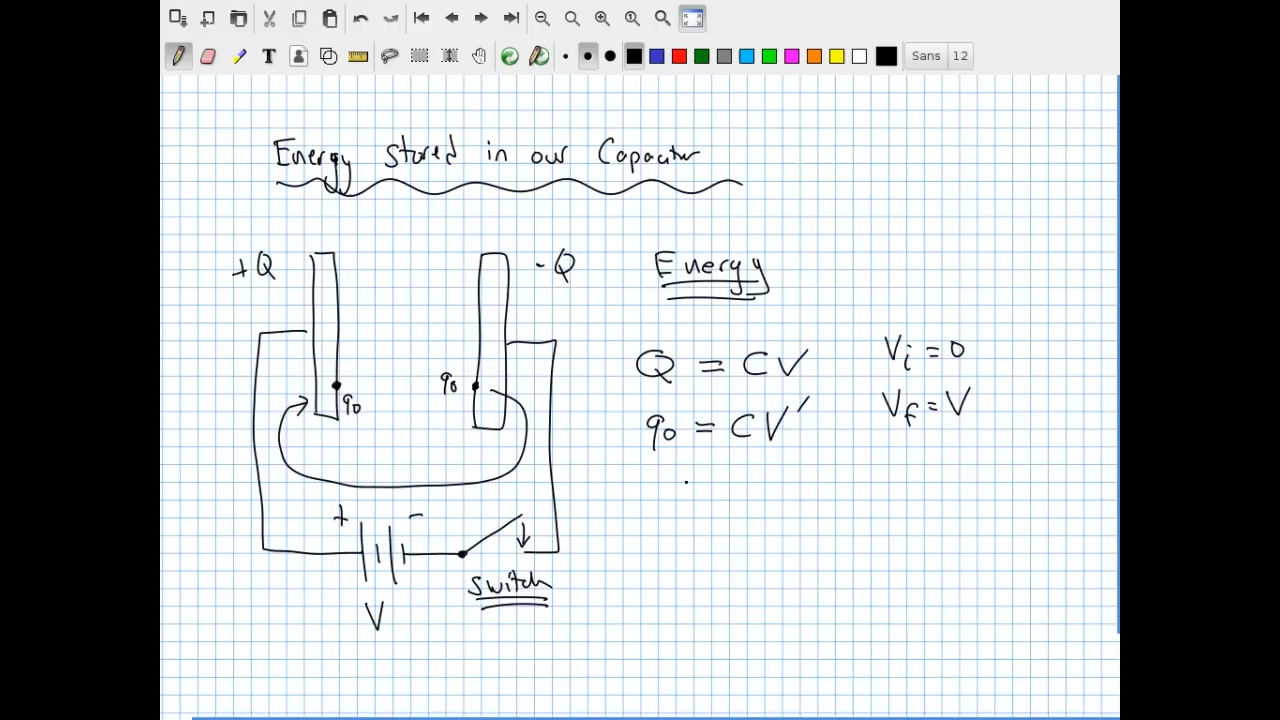 T
Sans 12
Energy stored in our Capacitor
+Q
-Q
Energy
Q = CV
Vi = 0
q0
q0
Vf = V
q0 = CV′
+
-
Switch
V